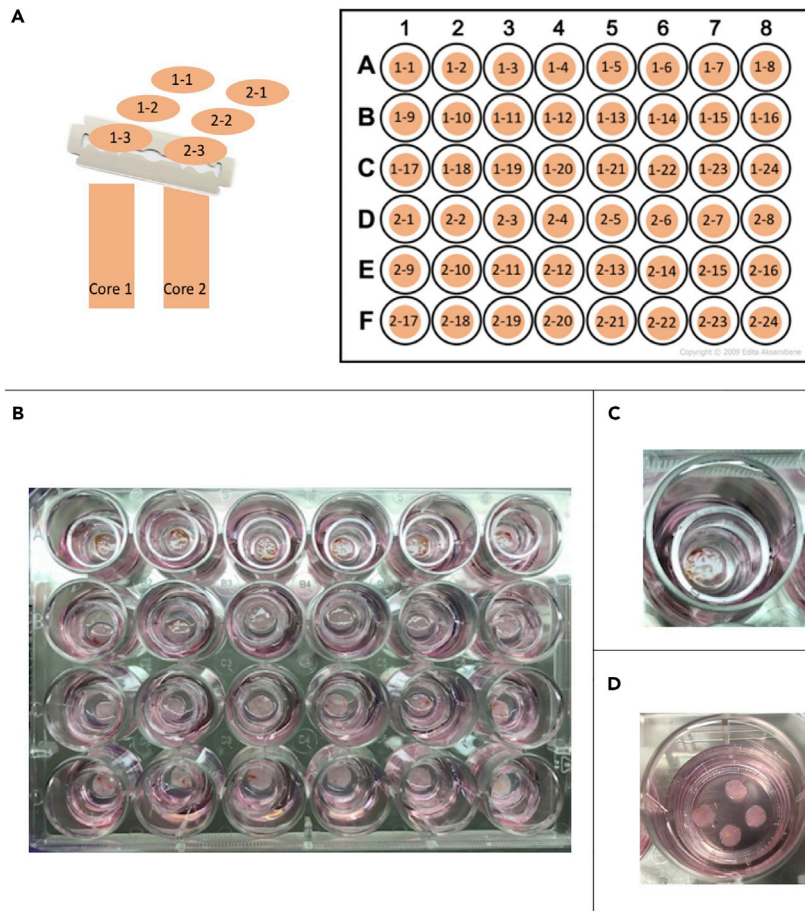 A
1-1
2-1
1-2
2-2
1-3
2-3
Core 1 Core 2
1 2 3 4 5 6 7 8
A 1-1 1-2 1-3 1-4 1-5 1-6 1-7 1-8
B 1-9 1-10 1-11 1-12 1-13 1-14 1-15 1-16
C 1-17 1-18 1-19 1-20 1-21 1-22 1-23 1-24
D 2-1 2-2 2-3 2-4 2-5 2-6 2-7 2-8
E 2-9 2-10 2-11 2-12 2-13 2-14 2-15 2-16
F 2-17 2-18 2-19 2-20 2-21 2-22 2-23 2-24
Copyright © 2009 Edita Aksamitiene
B
C
D